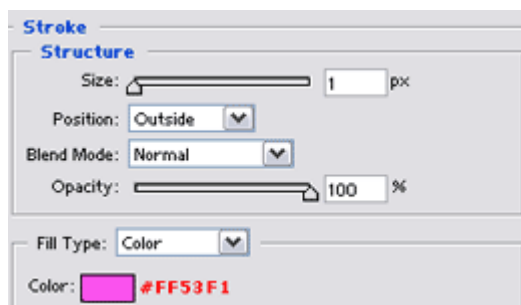 Stroke
Structure
Size: 1 px
Position: Outside
Blend Mode: Normal
Opacity: 100 %
Fill Type: Color
Color: #FF53F1